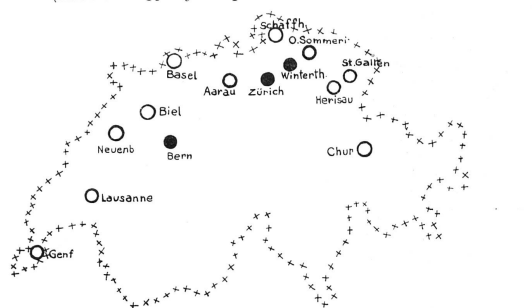 Schaffh.
O.Sommeri.
Basel
Winterth.
St.Gallen
Aarau
Zürich
Herisau
Biel
Neuenb
Bern
Chur
Lausanne
Genf